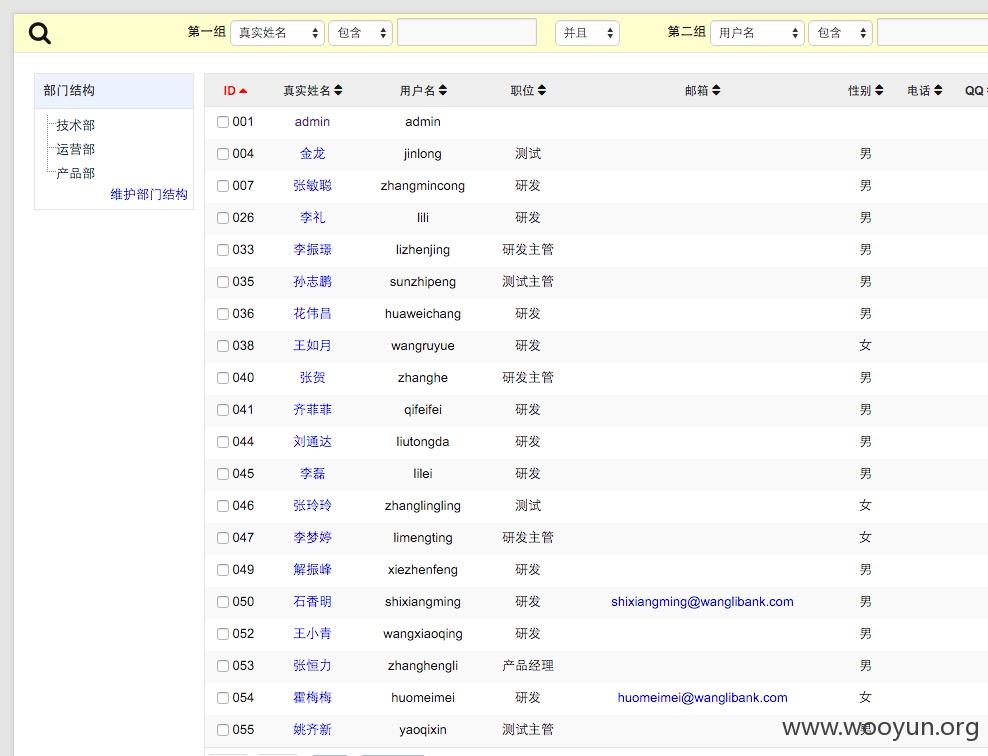 第一组 真实姓名 包含 并且 第二组 用户名 包含
部门结构
技术部
运营部
产品部
维护部门结构
ID 真实姓名 用户名 职位 邮箱 性别 电话 QQ
001 admin admin
004 金龙 jinlong 测试 男
007 张敏聪 zhangmincong 研发 男
026 李礼 lili 研发 男
033 李振璟 lizhenjing 研发主管 男
035 孙志鹏 sunzhipeng 测试主管 男
036 花伟昌 huaweichang 研发 男
038 王如月 wangruyue 研发 女
040 张贺 zhanghe 研发主管 男
041 齐菲菲 qifeifei 研发 男
044 刘通达 liutongda 研发 男
045 李磊 lilei 研发 男
046 张玲玲 zhanglingling 测试 女
047 李梦婷 limengting 研发主管 女
049 解振峰 xiezhenfeng 研发 男
050 石香明 shixiangming 研发 shixiangming@wanglibank.com 男
052 王小青 wangxiaoqing 研发 男
053 张恒力 zhanghengli 产品经理 男
054 霍梅梅 huomeimei 研发 huomeimei@wanglibank.com 女
055 姚齐新 yaoqixin 测试主管 男
www.wooyun.org